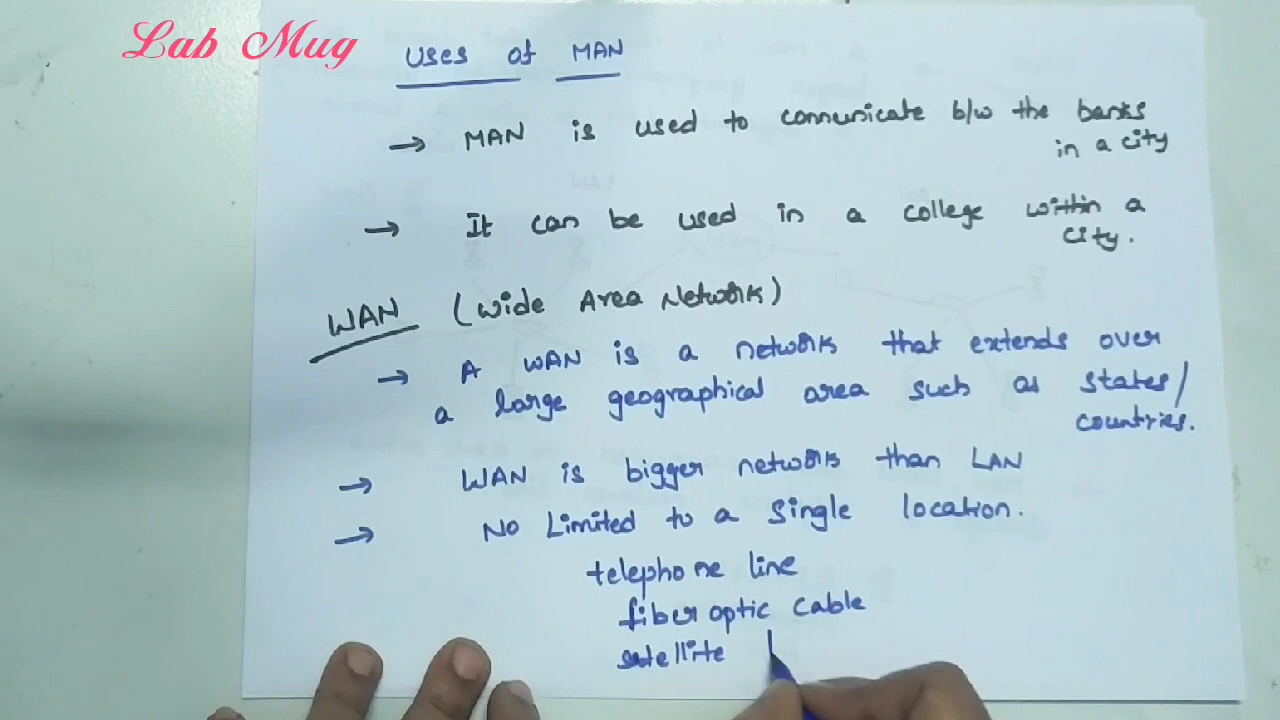 Lab Mug
Uses of MAN
→ MAN is used to communicate b/w the banks
in a city
→ It can be used in a college within a
city.
WAN (Wide Area Network)
→ A WAN is a network that extends over
a large geographical area such as states/
countries.
→ WAN is bigger network than LAN
→ No Limited to a single location.
telephone line
fiber optic cable
satellite